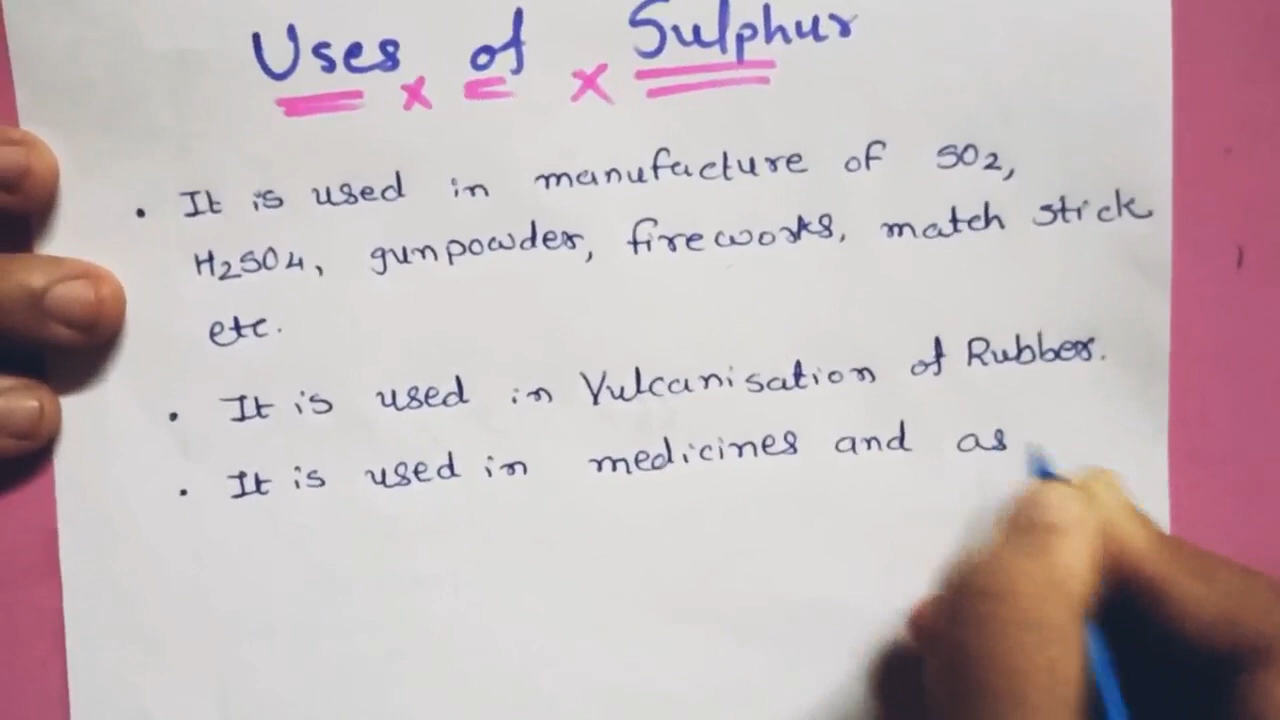 Uses of Sulphur
• It is used in manufacture of SO2,
H2SO4, gunpowder, fireworks, match stick
etc.
• It is used in Vulcanisation of Rubber.
• It is used in medicines and as